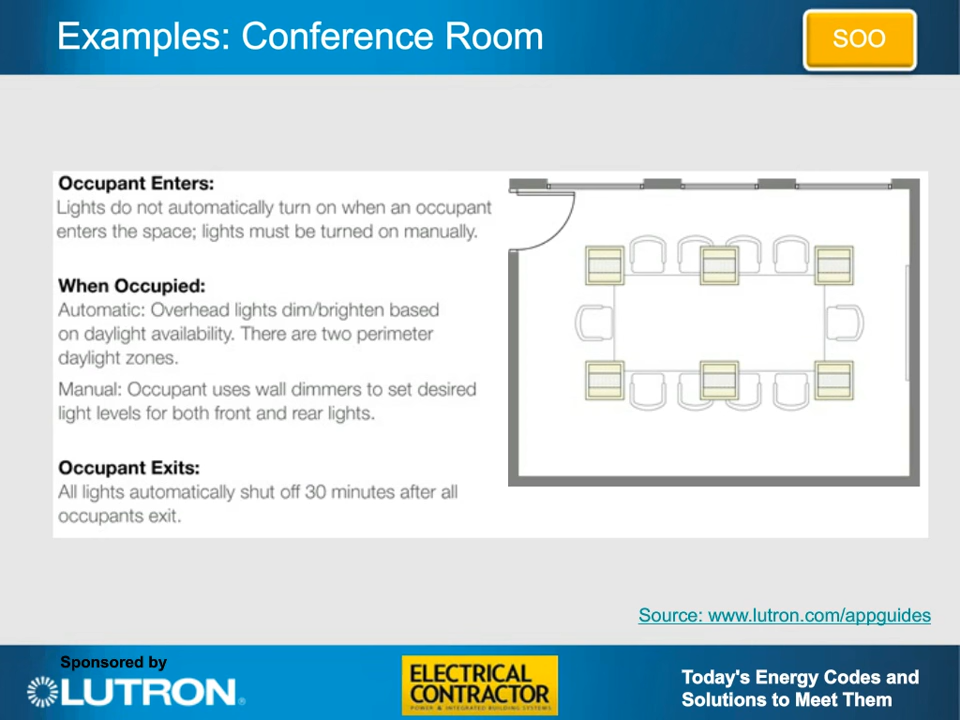 Examples: Conference Room
SOO
Occupant Enters:
Lights do not automatically turn on when an occupant
enters the space; lights must be turned on manually.
When Occupied:
Automatic: Overhead lights dim/brighten based
on daylight availability. There are two perimeter
daylight zones.
Manual: Occupant uses wall dimmers to set desired
light levels for both front and rear lights.
Occupant Exits:
All lights automatically shut off 30 minutes after all
occupants exit.
Source: www.lutron.com/appguides
Sponsored by
LUTRON®
ELECTRICAL
CONTRACTOR
POWER & INTEGRATED BUILDING SYSTEMS
Today's Energy Codes and
Solutions to Meet Them